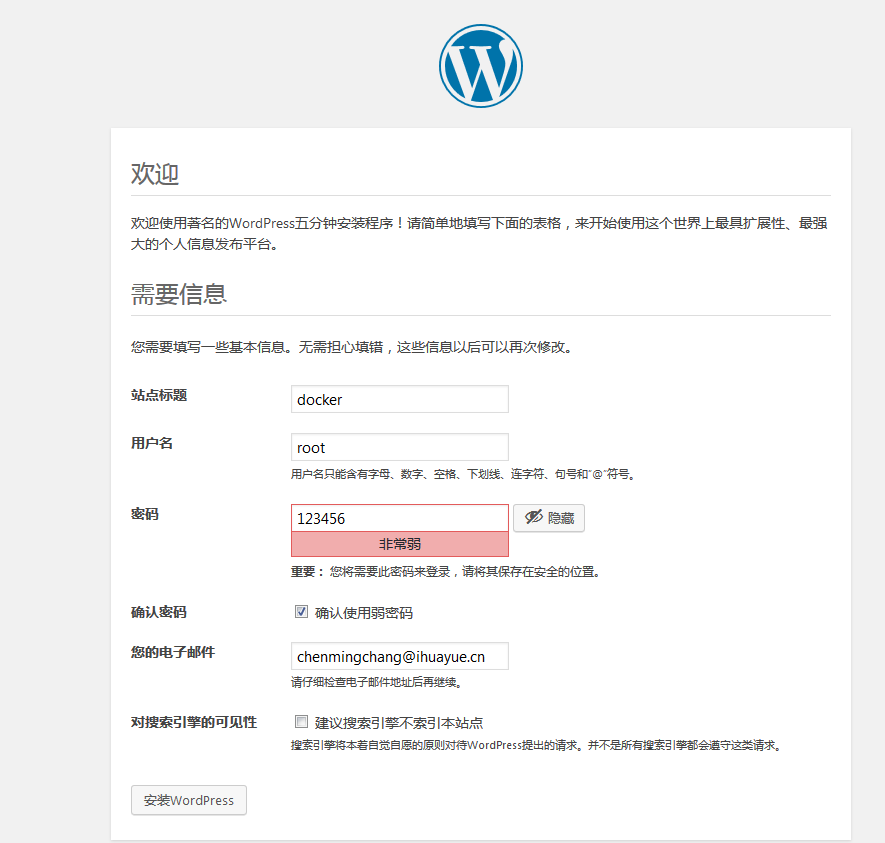 欢迎
欢迎使用著名的WordPress五分钟安装程序！请简单地填写下面的表格，来开始使用这个世界上最具扩展性、最强
大的个人信息发布平台。
需要信息
您需要填写一些基本信息。无需担心填错，这些信息以后可以再次修改。
站点标题
docker
用户名
root
用户名只能含有字母、数字、空格、下划线、连字符、句号和“@”符号。
密码
123456
隐藏
非常弱
重要： 您将需要此密码来登录，请将其保存在安全的位置。
确认密码
确认使用弱密码
您的电子邮件
chenmingchang@ihuayue.cn
请仔细检查电子邮件地址后再继续。
对搜索引擎的可见性
建议搜索引擎不索引本站点
搜索引擎将本着自觉自愿的原则对待WordPress提出的请求。并不是所有搜索引擎都会遵守这类请求。
安装WordPress